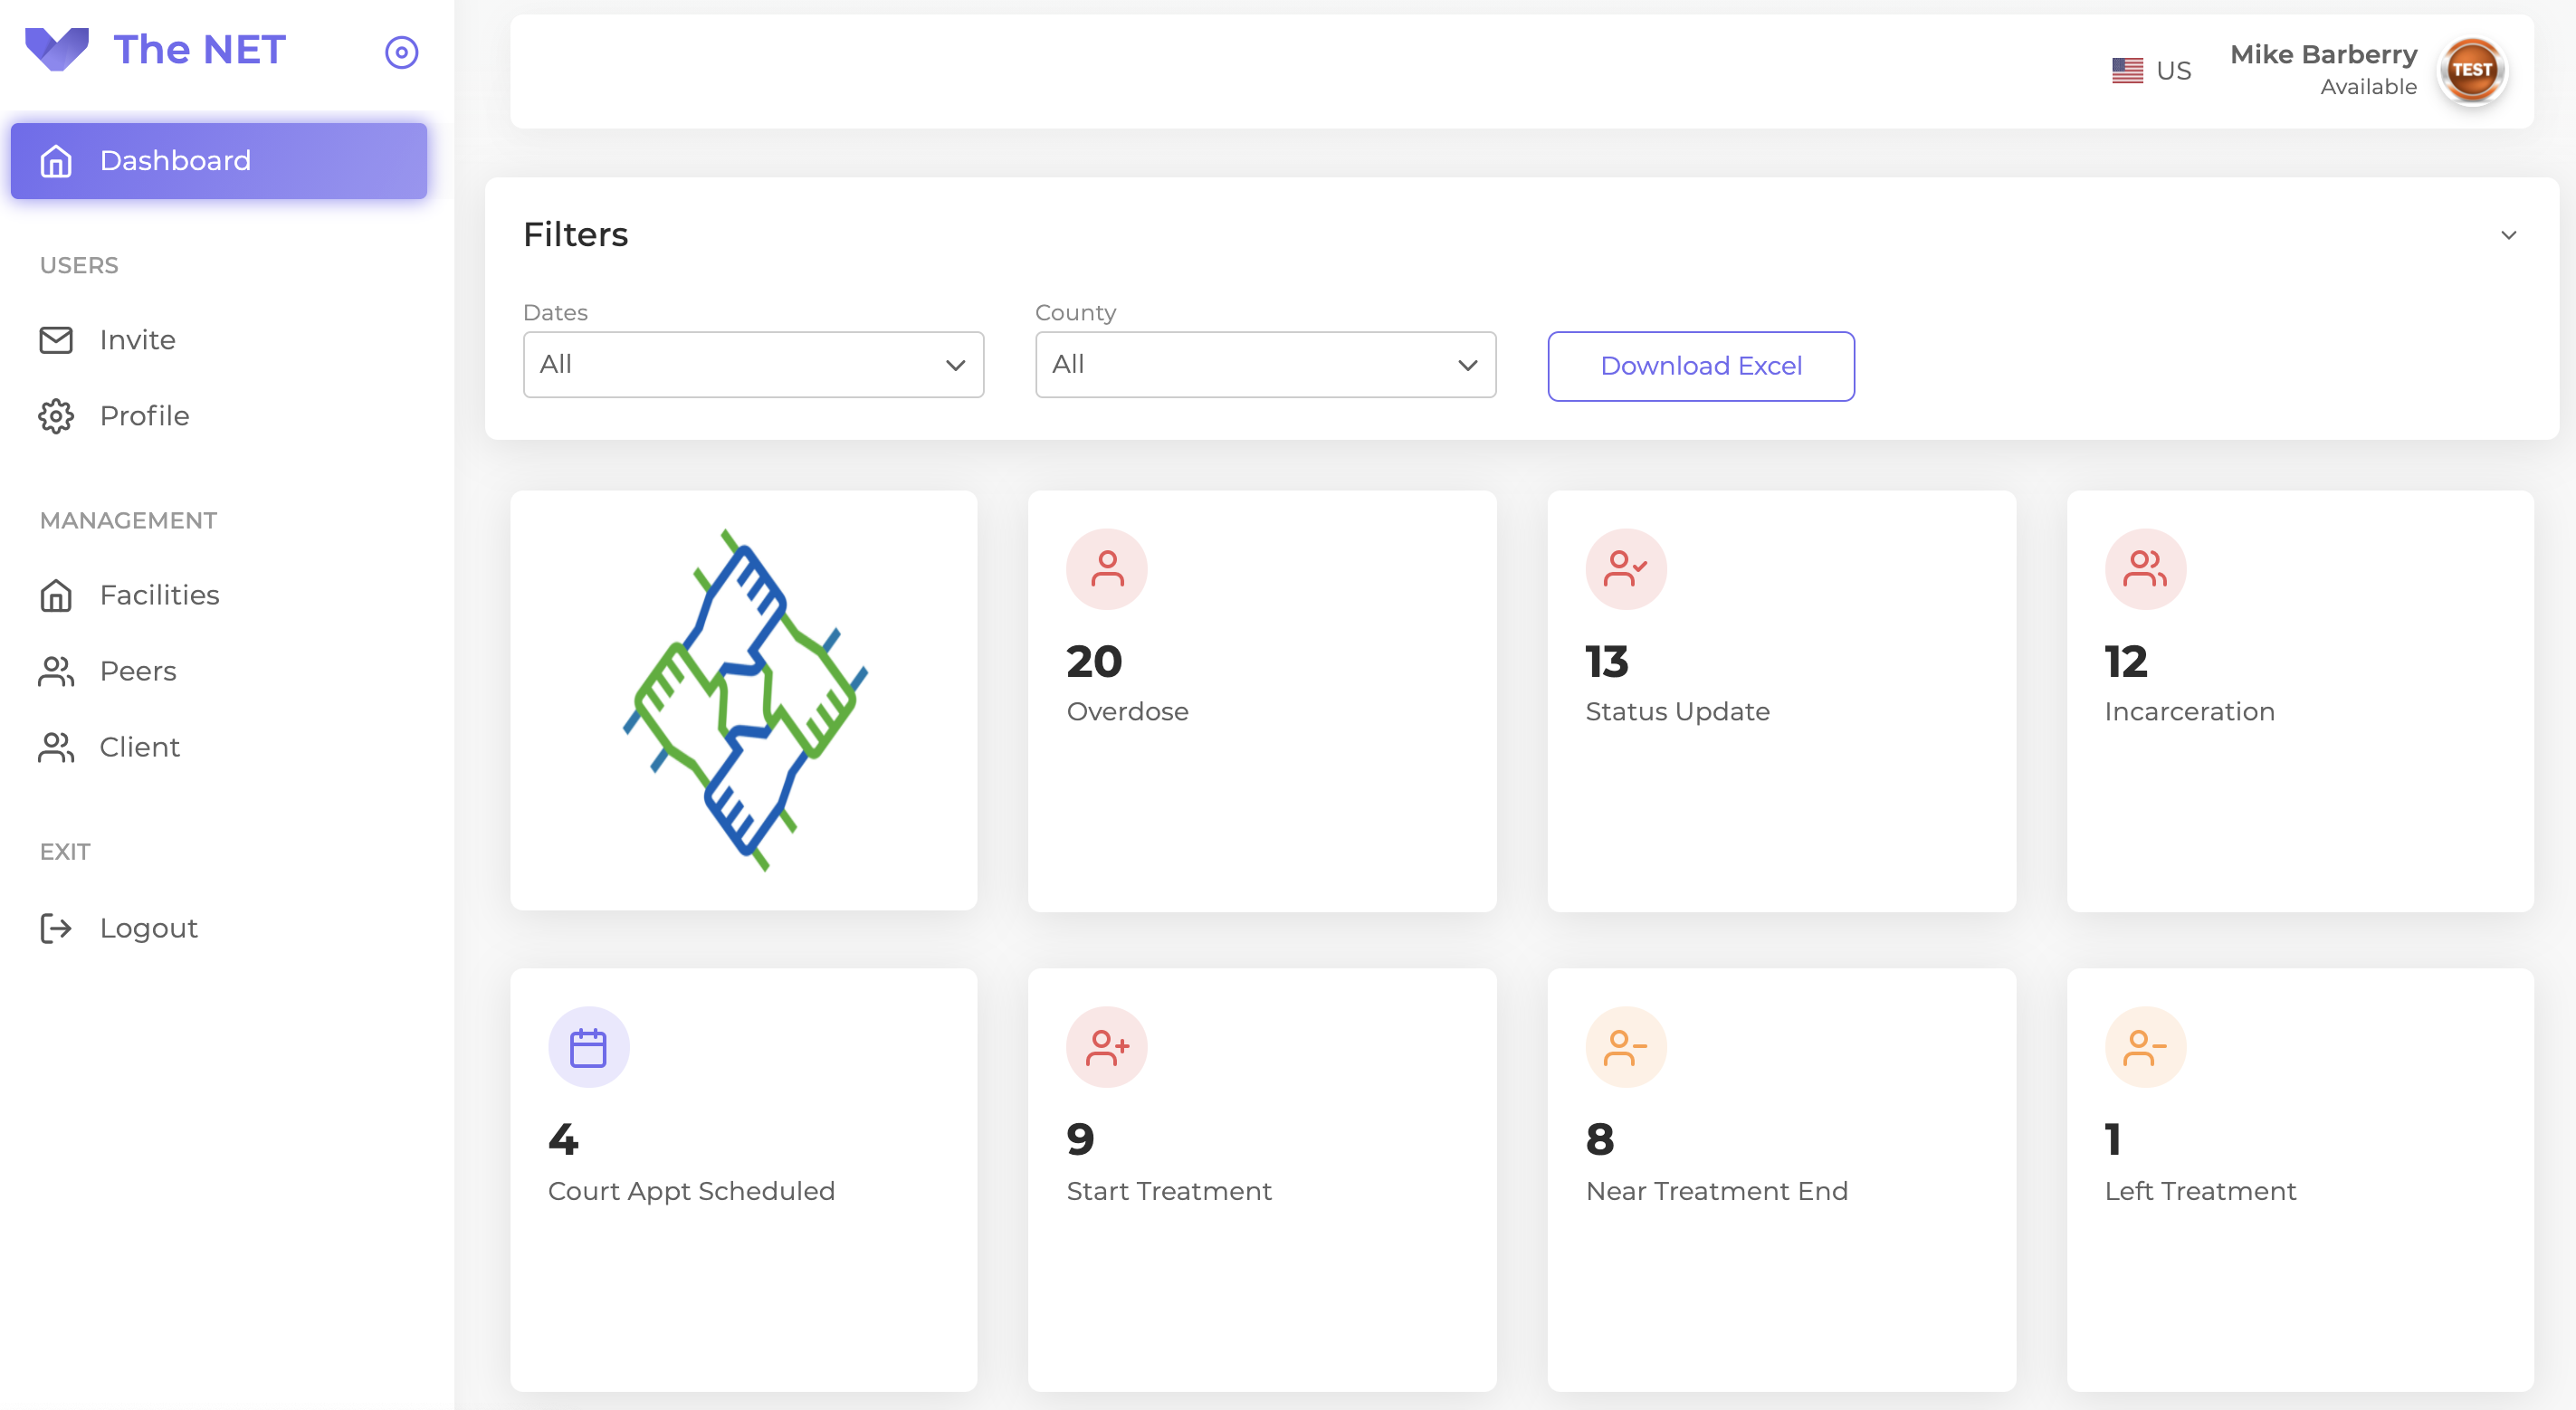 The NET
Dashboard
USERS
Invite
Profile
MANAGEMENT
Facilities
Peers
Client
EXIT
Logout
US
Mike Barberry
Available
TEST
Filters
Dates
All
County
All
Download Excel
20
Overdose
13
Status Update
12
Incarceration
4
Court Appt Scheduled
9
Start Treatment
8
Near Treatment End
1
Left Treatment